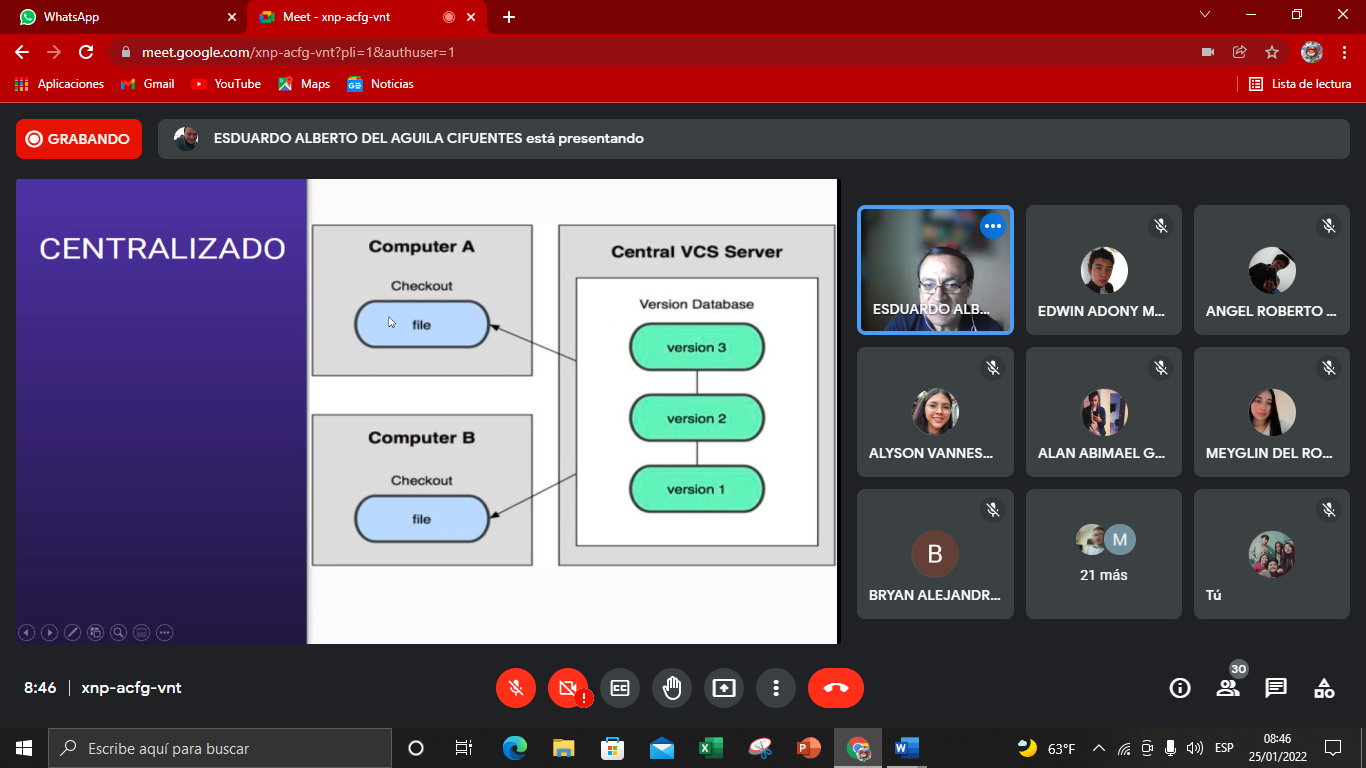 WhatsApp
Meet - xnp-acfg-vnt
meet.google.com/xnp-acfg-vnt?pli=1&authuser=1
Aplicaciones
Gmail
YouTube
Maps
Noticias
Lista de lectura
GRABANDO
ESDUARDO ALBERTO DEL AGUILA CIFUENTES está presentando
CENTRALIZADO
Computer A
Checkout
file
Computer B
Checkout
file
Central VCS Server
Version Database
version 3
version 2
version 1
ESDUARDO ALB...
EDWIN ADONY M...
ANGEL ROBERTO ...
ALYSON VANNES...
ALAN ABIMAEL G...
MEYGLIN DEL RO...
B
BRYAN ALEJANDR...
M
21 más
Tú
8:46 | xnp-acfg-vnt
30
Escribe aquí para buscar
63°F
ESP
08:46
25/01/2022